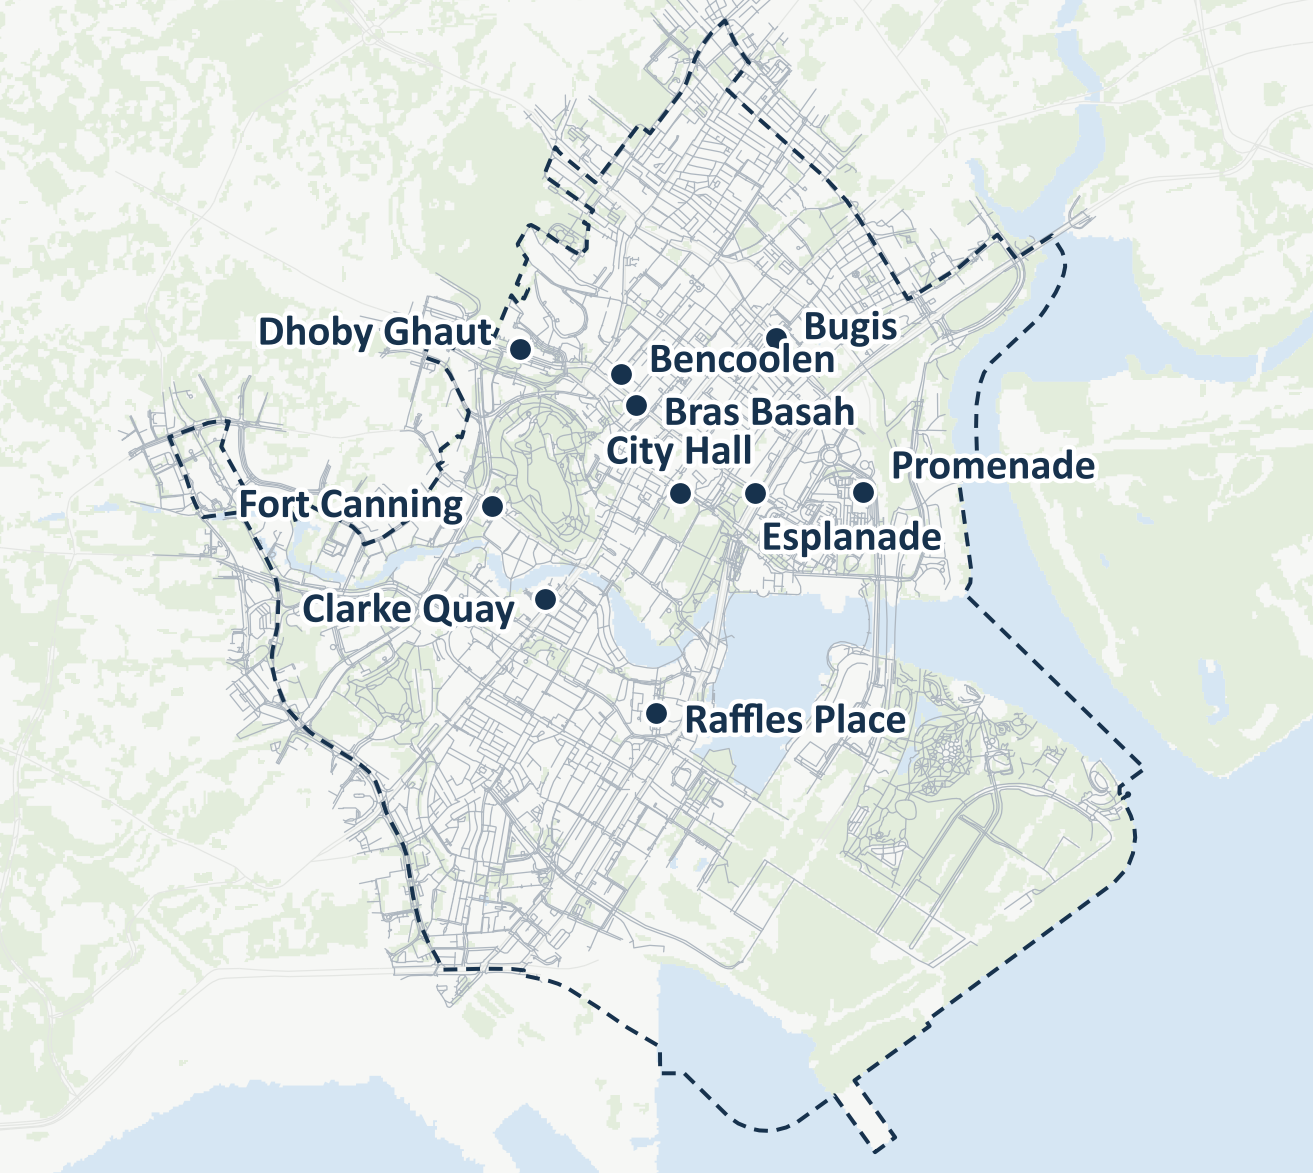 Bugis
Dhoby Ghaut
Bencoolen
Bras Basah
City Hall
Promenade
Fort Canning
Esplanade
Clarke Quay
Raffles Place